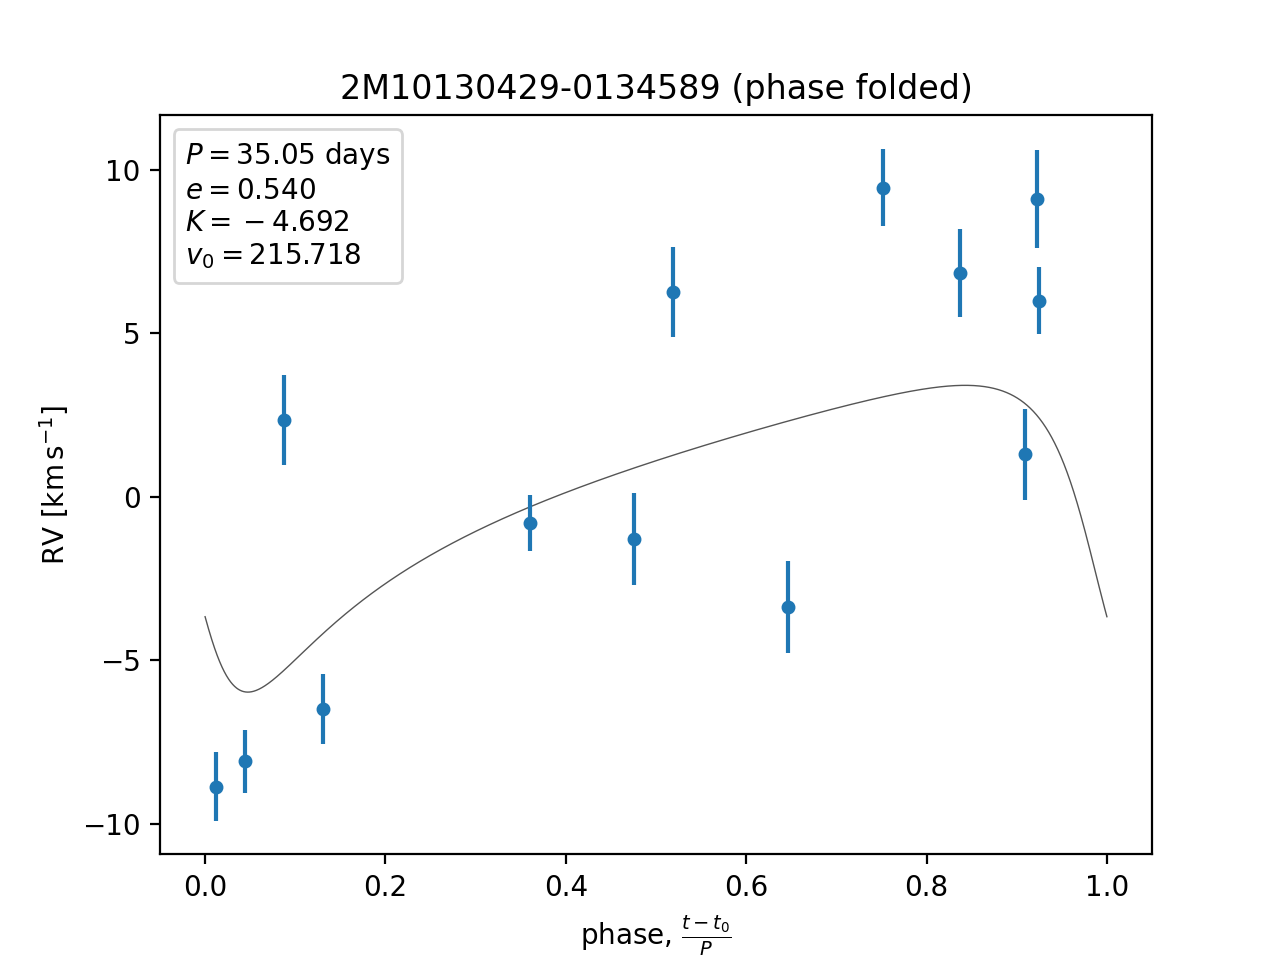 2M10130429-0134589 (phase folded)
P = 35.05 days
e = 0.540
K = −4.692
v₀ = 215.718
RV [km s⁻¹]
10
5
0
−5
−10
0.0 0.2 0.4 0.6 0.8 1.0
phase, (t − t₀)/P